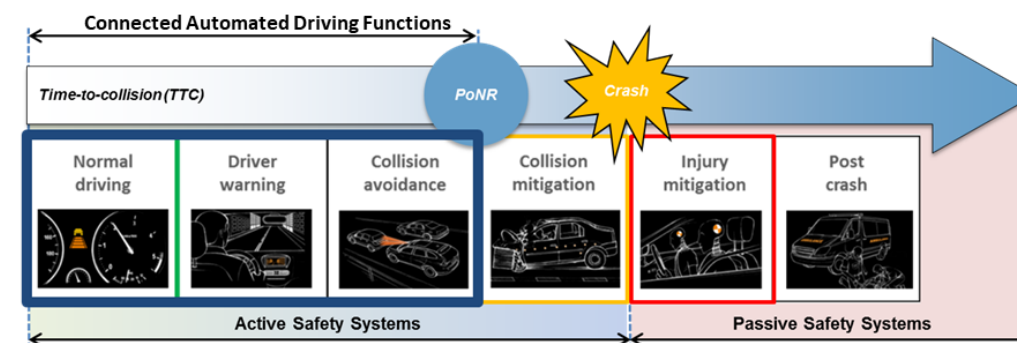 Connected Automated Driving Functions
Time-to-collision (TTC)
PoNR
Crash
Normal
driving
Driver
warning
Collision
avoidance
Collision
mitigation
Injury
mitigation
Post
crash
Active Safety Systems
Passive Safety Systems